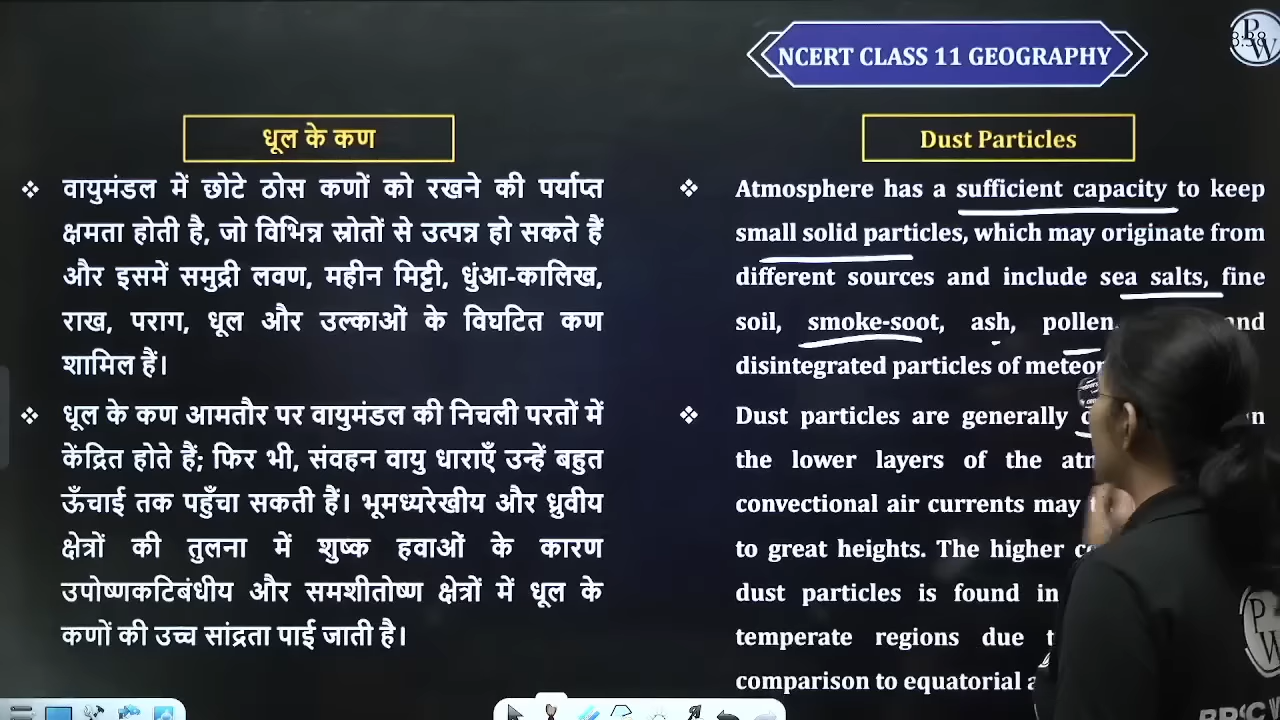 NCERT CLASS 11 GEOGRAPHY
PW
धूल के कण
❖ वायुमंडल में छोटे ठोस कणों को रखने की पर्याप्त
क्षमता होती है, जो विभिन्न स्रोतों से उत्पन्न हो सकते हैं
और इसमें समुद्री लवण, महीन मिट्टी, धुंआ-कालिख,
राख, पराग, धूल और उल्काओं के विघटित कण
शामिल हैं।
❖ धूल के कण आमतौर पर वायुमंडल की निचली परतों में
केंद्रित होते हैं; फिर भी, संवहन वायु धाराएँ उन्हें बहुत
ऊँचाई तक पहुँचा सकती हैं। भूमध्यरेखीय और ध्रुवीय
क्षेत्रों की तुलना में शुष्क हवाओं के कारण
उपोष्णकटिबंधीय और समशीतोष्ण क्षेत्रों में धूल के
कणों की उच्च सांद्रता पाई जाती है।
Dust Particles
❖ Atmosphere has a sufficient capacity to keep
small solid particles, which may originate from
different sources and include sea salts, fine
soil, smoke-soot, ash, pollen,
disintegrated particles of
❖ Dust particles are generally
the lower layers of the
convectional air currents may
to great heights. The higher
dust particles is found in
temperate regions due
comparison to equatorial
PW